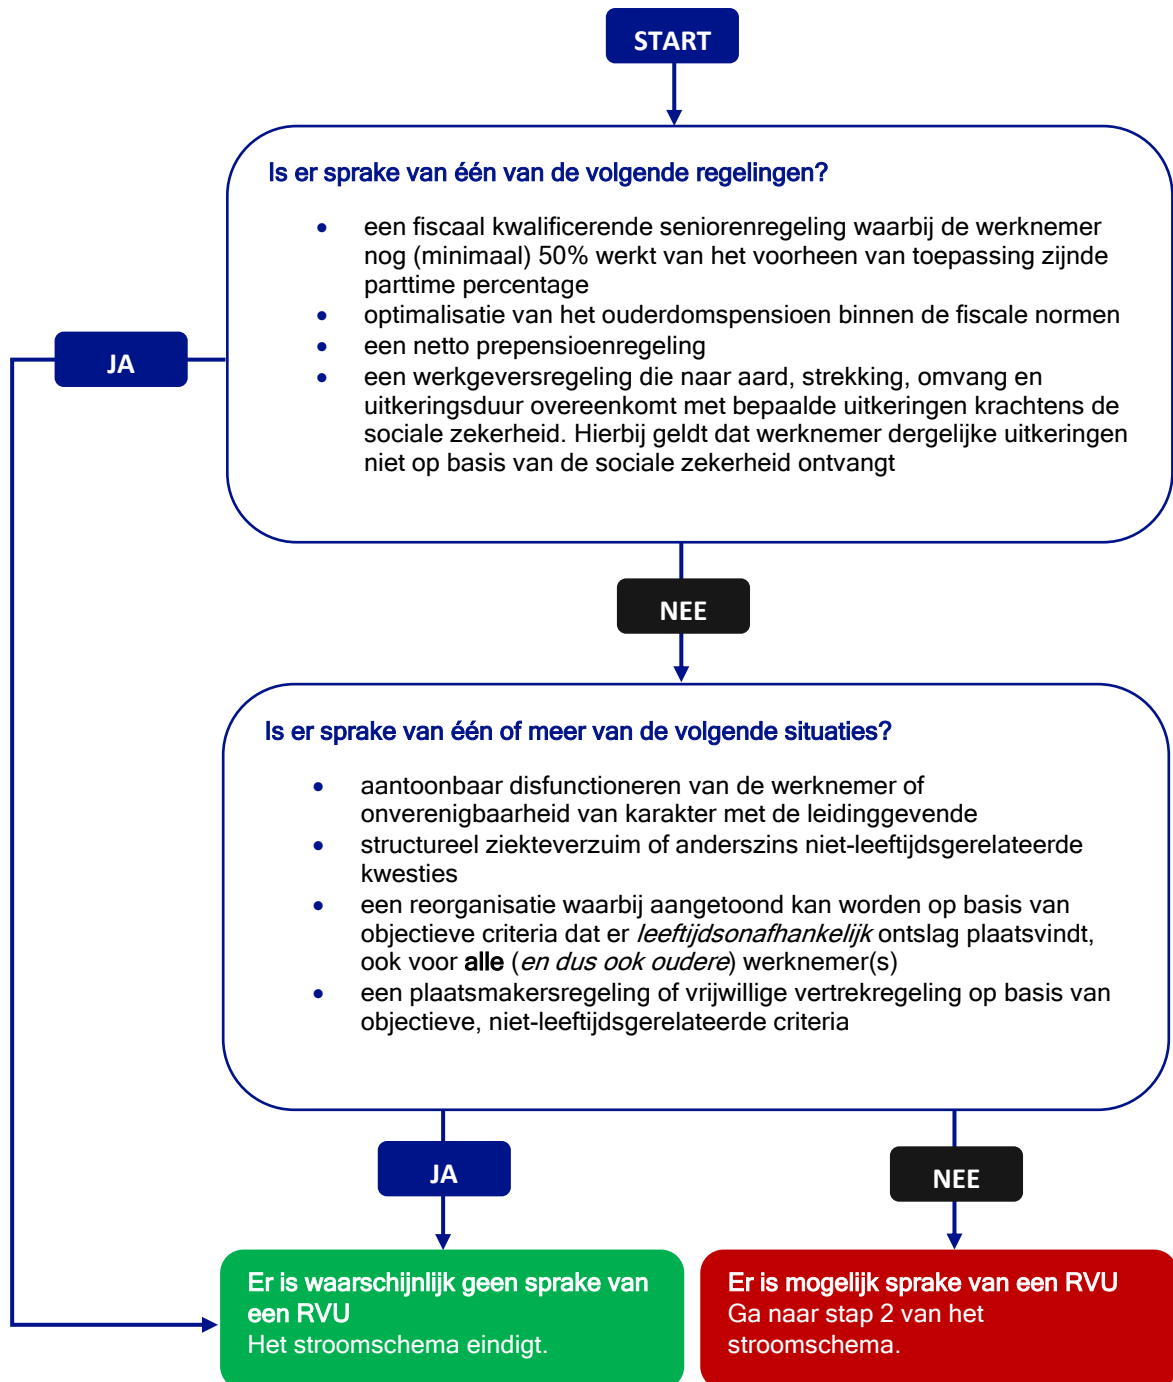 START
Is er sprake van één van de volgende regelingen?
• een fiscaal kwalificerende seniorenregeling waarbij de werknemer
nog (minimaal) 50% werkt van het voorheen van toepassing zijnde
parttime percentage
• optimalisatie van het ouderdomspensioen binnen de fiscale normen
• een netto prepensioenregeling
• een werkgeversregeling die naar aard, strekking, omvang en
uitkeringsduur overeenkomt met bepaalde uitkeringen krachtens de
sociale zekerheid. Hierbij geldt dat werknemer dergelijke uitkeringen
niet op basis van de sociale zekerheid ontvangt
JA
NEE
Is er sprake van één of meer van de volgende situaties?
• aantoonbaar disfunctioneren van de werknemer of
onverenigbaarheid van karakter met de leidinggevende
• structureel ziekteverzuim of anderszins niet-leeftijdsgerelateerde
kwesties
• een reorganisatie waarbij aangetoond kan worden op basis van
objectieve criteria dat er leeftijdsonafhankelijk ontslag plaatsvindt,
ook voor alle (en dus ook oudere) werknemer(s)
• een plaatsmakersregeling of vrijwillige vertrekregeling op basis van
objectieve, niet-leeftijdsgerelateerde criteria
JA
NEE
Er is waarschijnlijk geen sprake van
een RVU
Het stroomschema eindigt.
Er is mogelijk sprake van een RVU
Ga naar stap 2 van het
stroomschema.